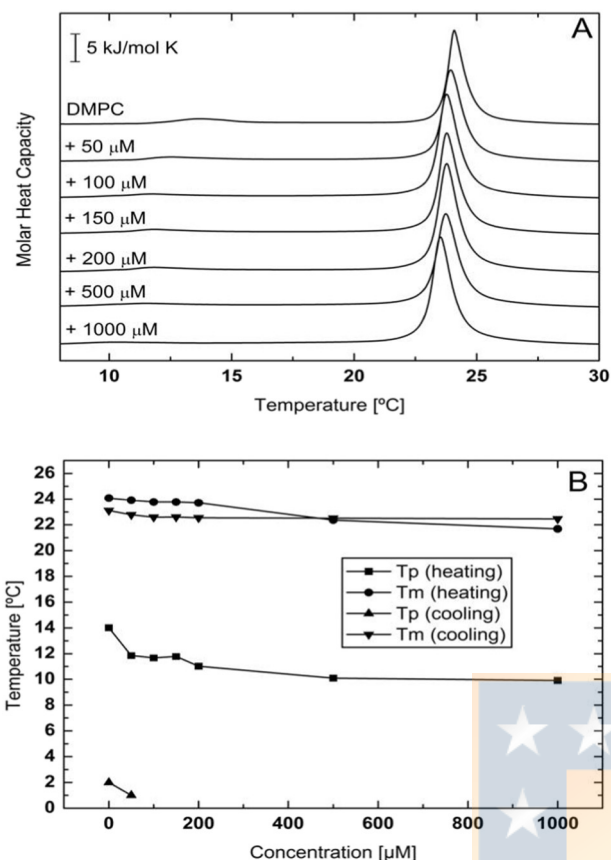 A
5 kJ/mol K
DMPC
+ 50 µM
+ 100 µM
+ 150 µM
+ 200 µM
+ 500 µM
+ 1000 µM
Molar Heat Capacity
10 15 20 25 30
Temperature [ºC]
B
26
24
22
20
18
16
14
12
10
8
6
4
2
0
Temperature [ºC]
Tp (heating)
Tm (heating)
Tp (cooling)
Tm (cooling)
0 200 400 600 800 1000
Concentration [µM]